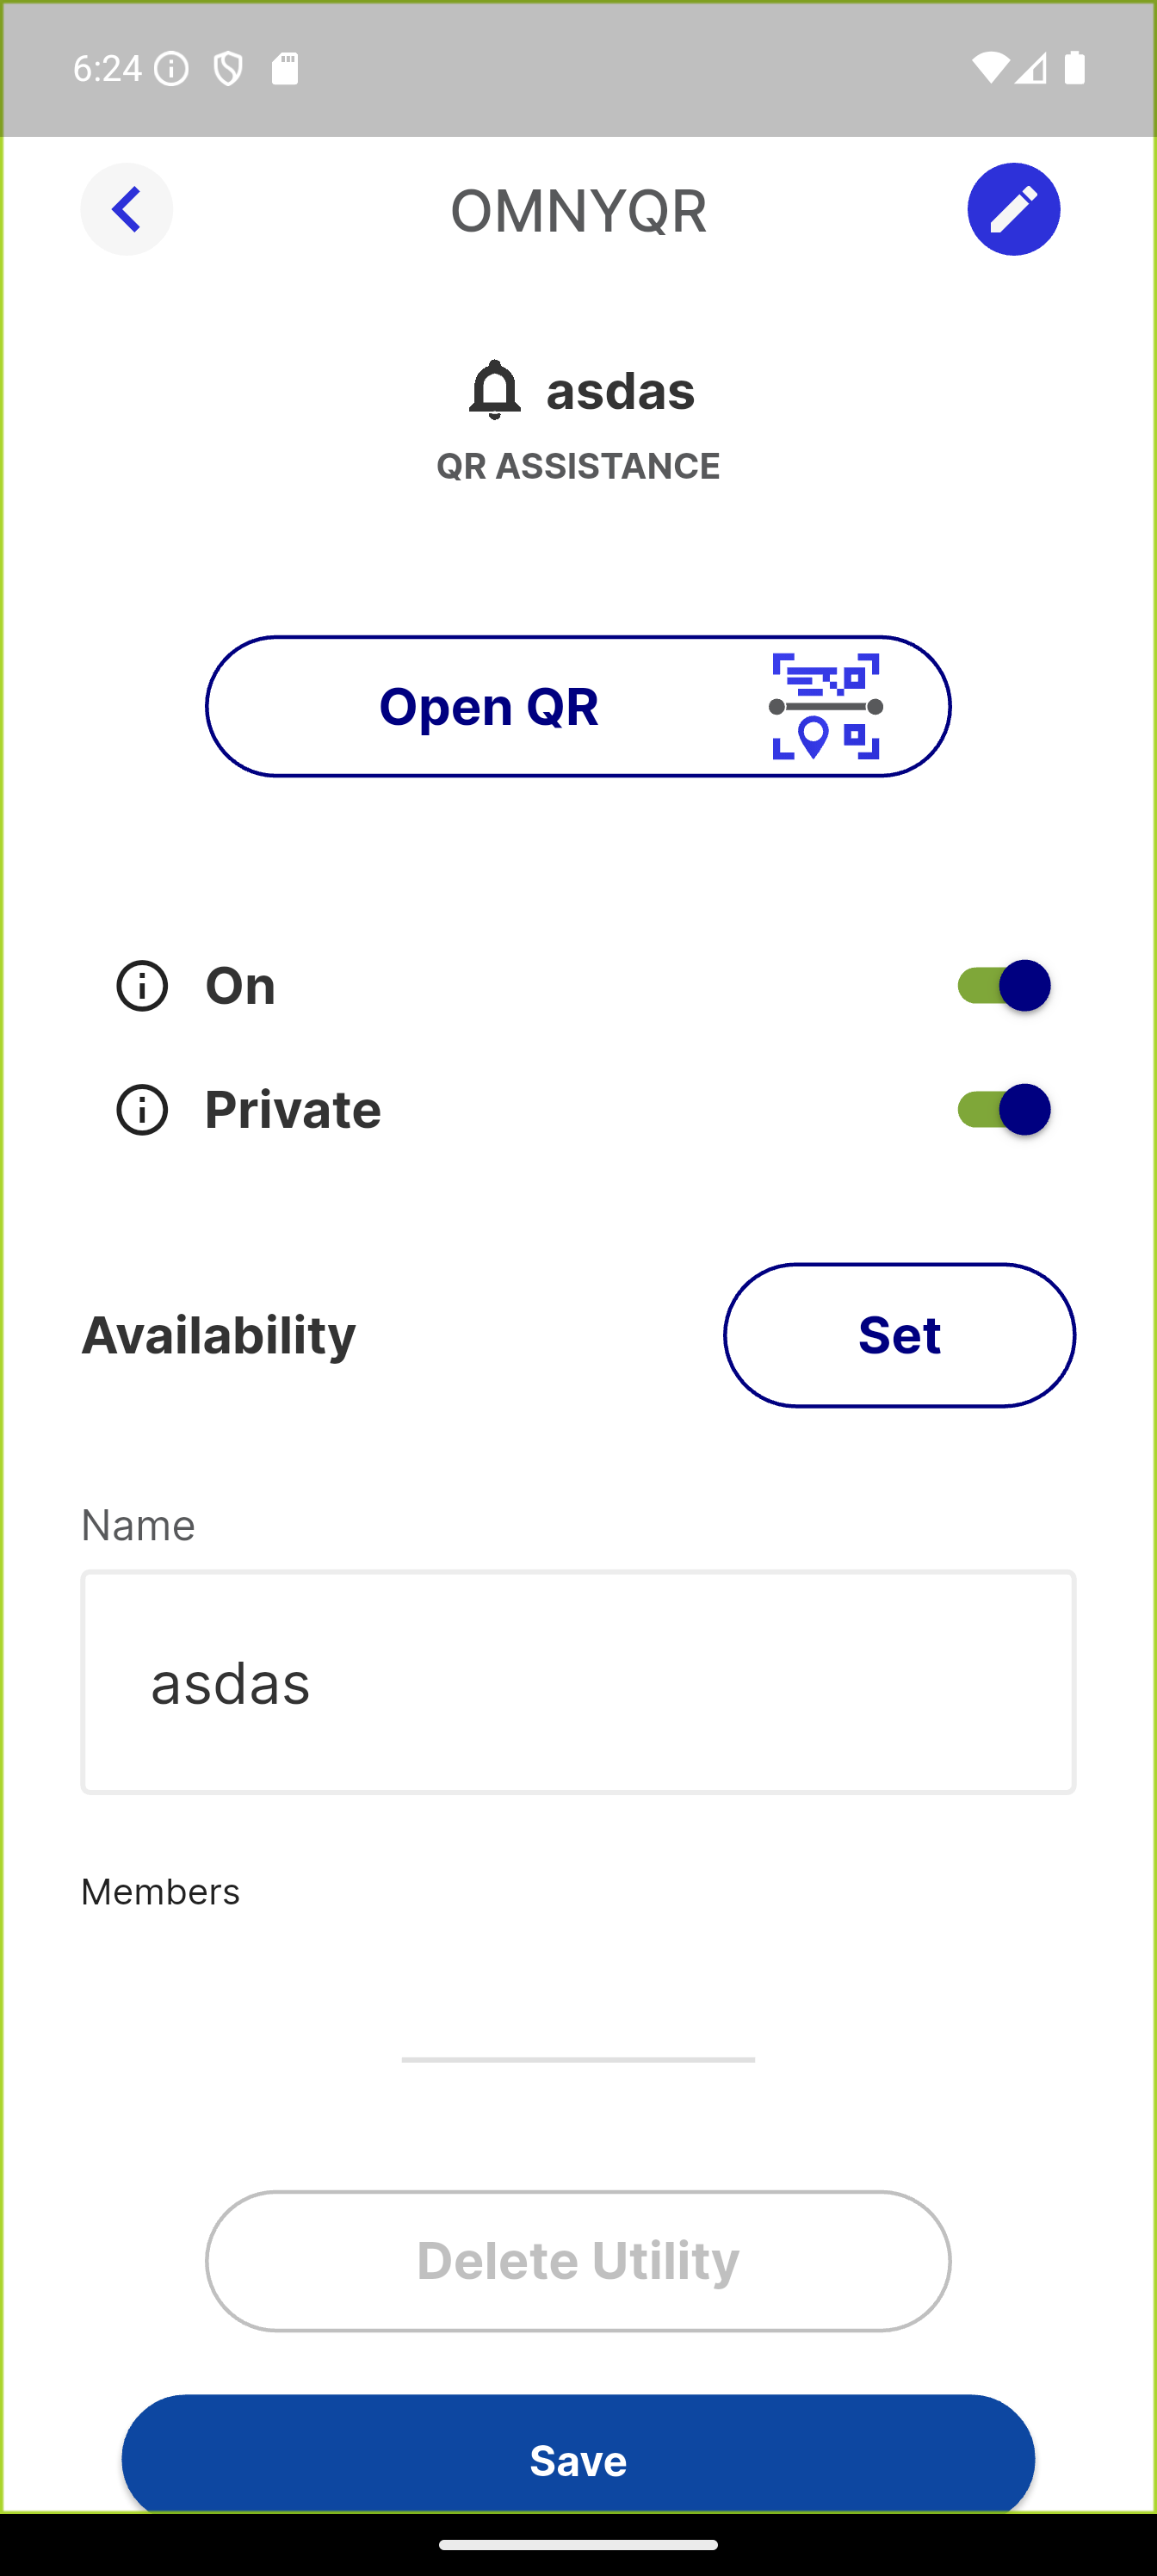 6:24
OMNYQR
asdas
QR ASSISTANCE
Open QR
On
Private
Availability
Set
Name
asdas
Members
Delete Utility
Save